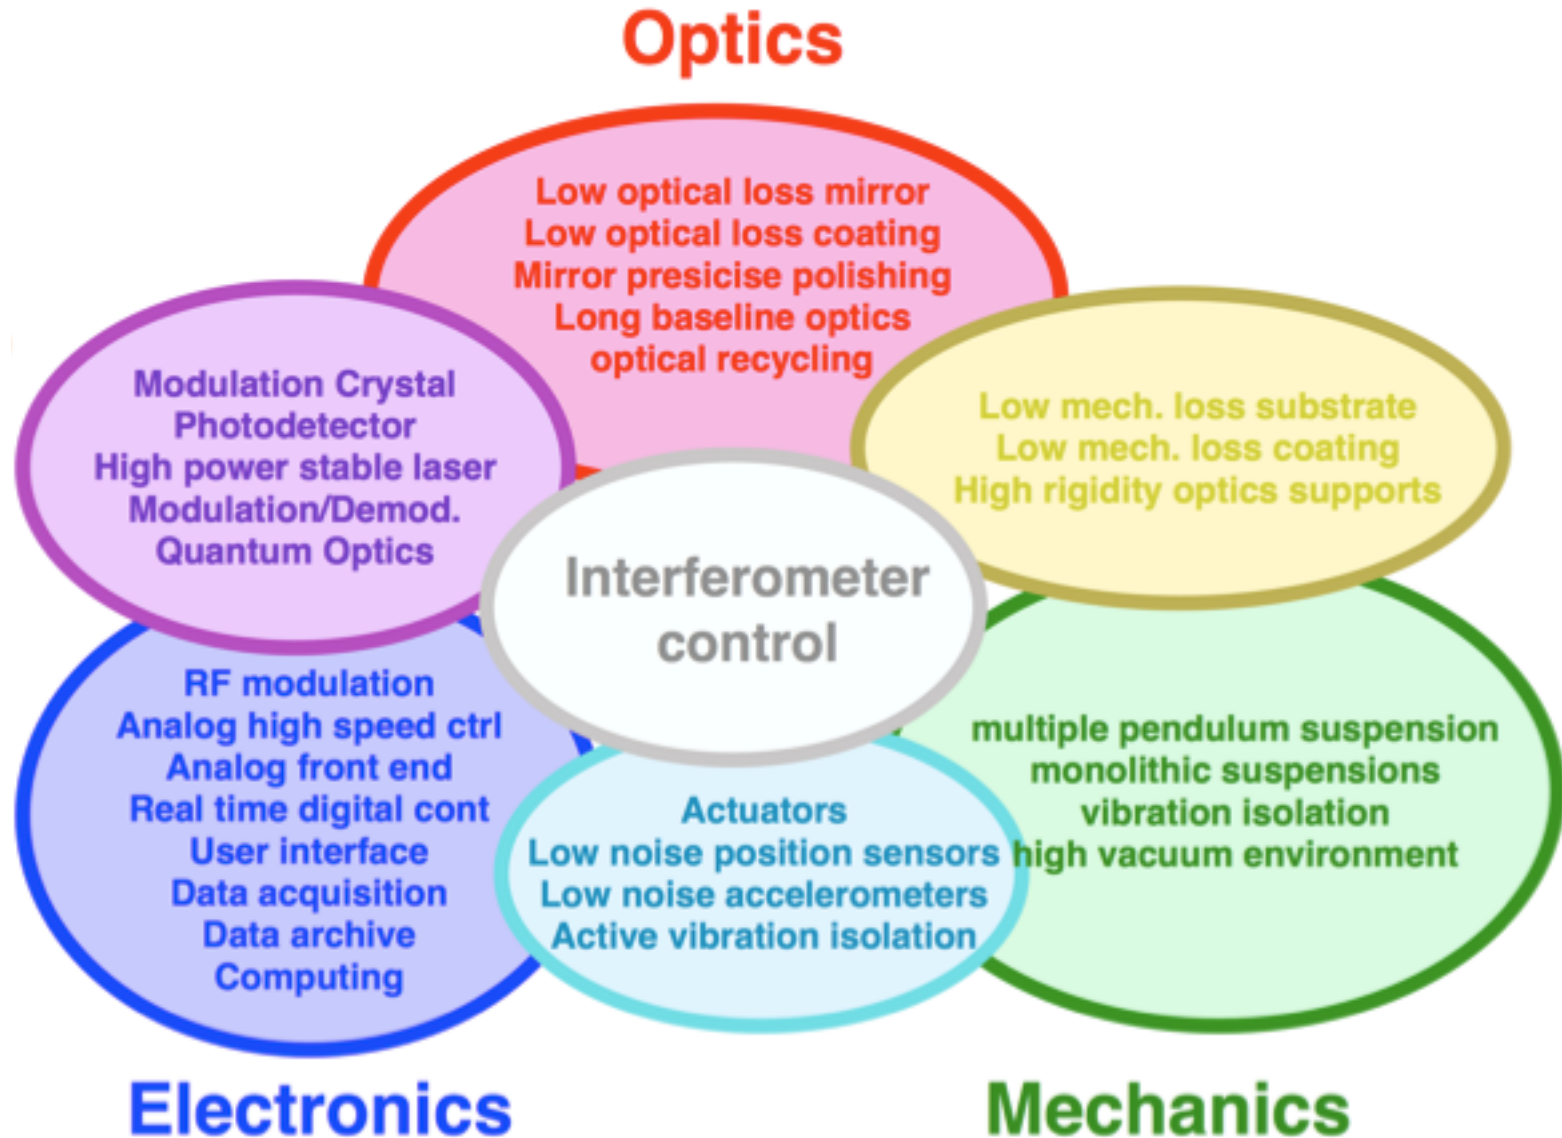 Optics
Low optical loss mirror
Low optical loss coating
Mirror presicise polishing
Long baseline optics
optical recycling
Modulation Crystal
Photodetector
High power stable laser
Modulation/Demod.
Quantum Optics
Low mech. loss substrate
Low mech. loss coating
High rigidity optics supports
Interferometer
control
RF modulation
Analog high speed ctrl
Analog front end
Real time digital cont
User interface
Data acquisition
Data archive
Computing
Actuators
Low noise position sensors
Low noise accelerometers
Active vibration isolation
multiple pendulum suspension
monolithic suspensions
vibration isolation
high vacuum environment
Electronics
Mechanics